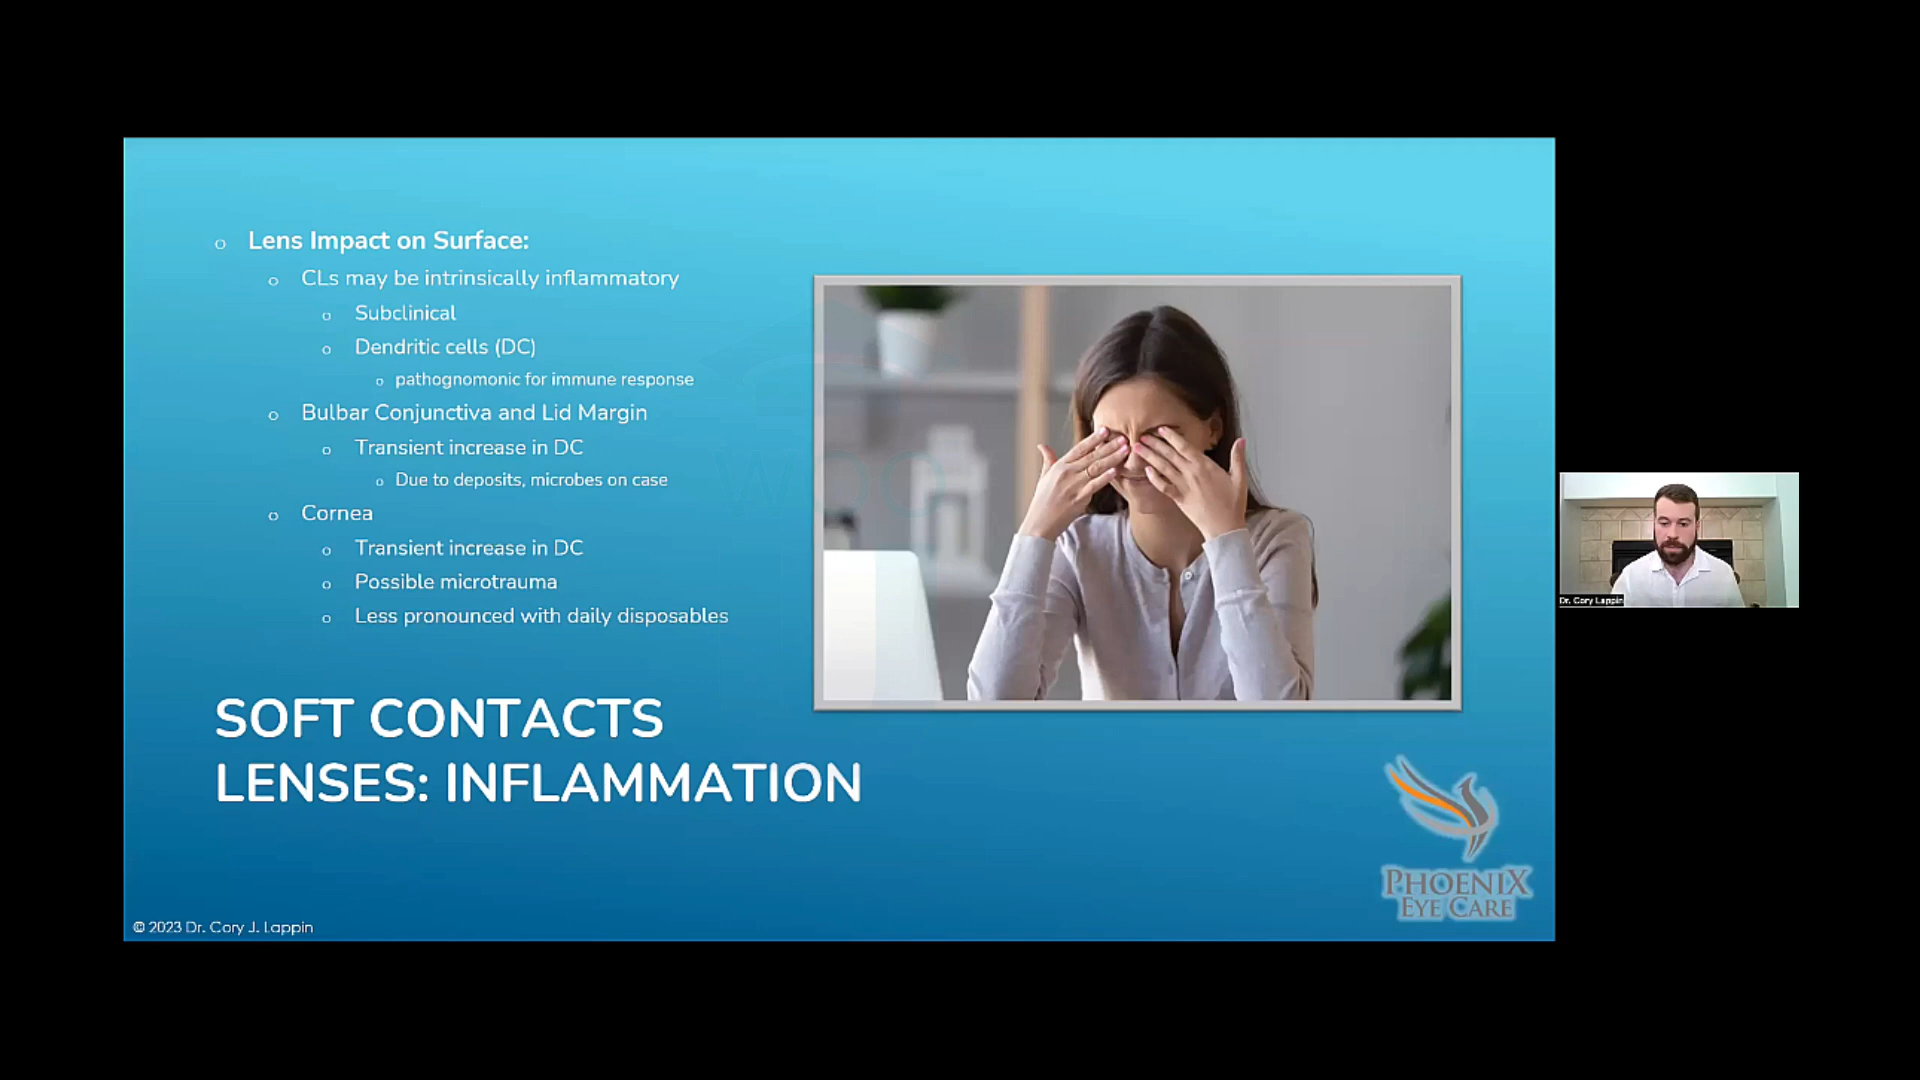 Lens Impact on Surface:
CLs may be intrinsically inflammatory
Subclinical
Dendritic cells (DC)
pathognomonic for immune response
Bulbar Conjunctiva and Lid Margin
Transient increase in DC
Due to deposits, microbes on case
Cornea
Transient increase in DC
Possible microtrauma
Less pronounced with daily disposables
SOFT CONTACTS
LENSES: INFLAMMATION
WOO
PHOENIX
EYE CARE
© 2023 Dr. Cory J. Lappin
Dr. Cory Lappin